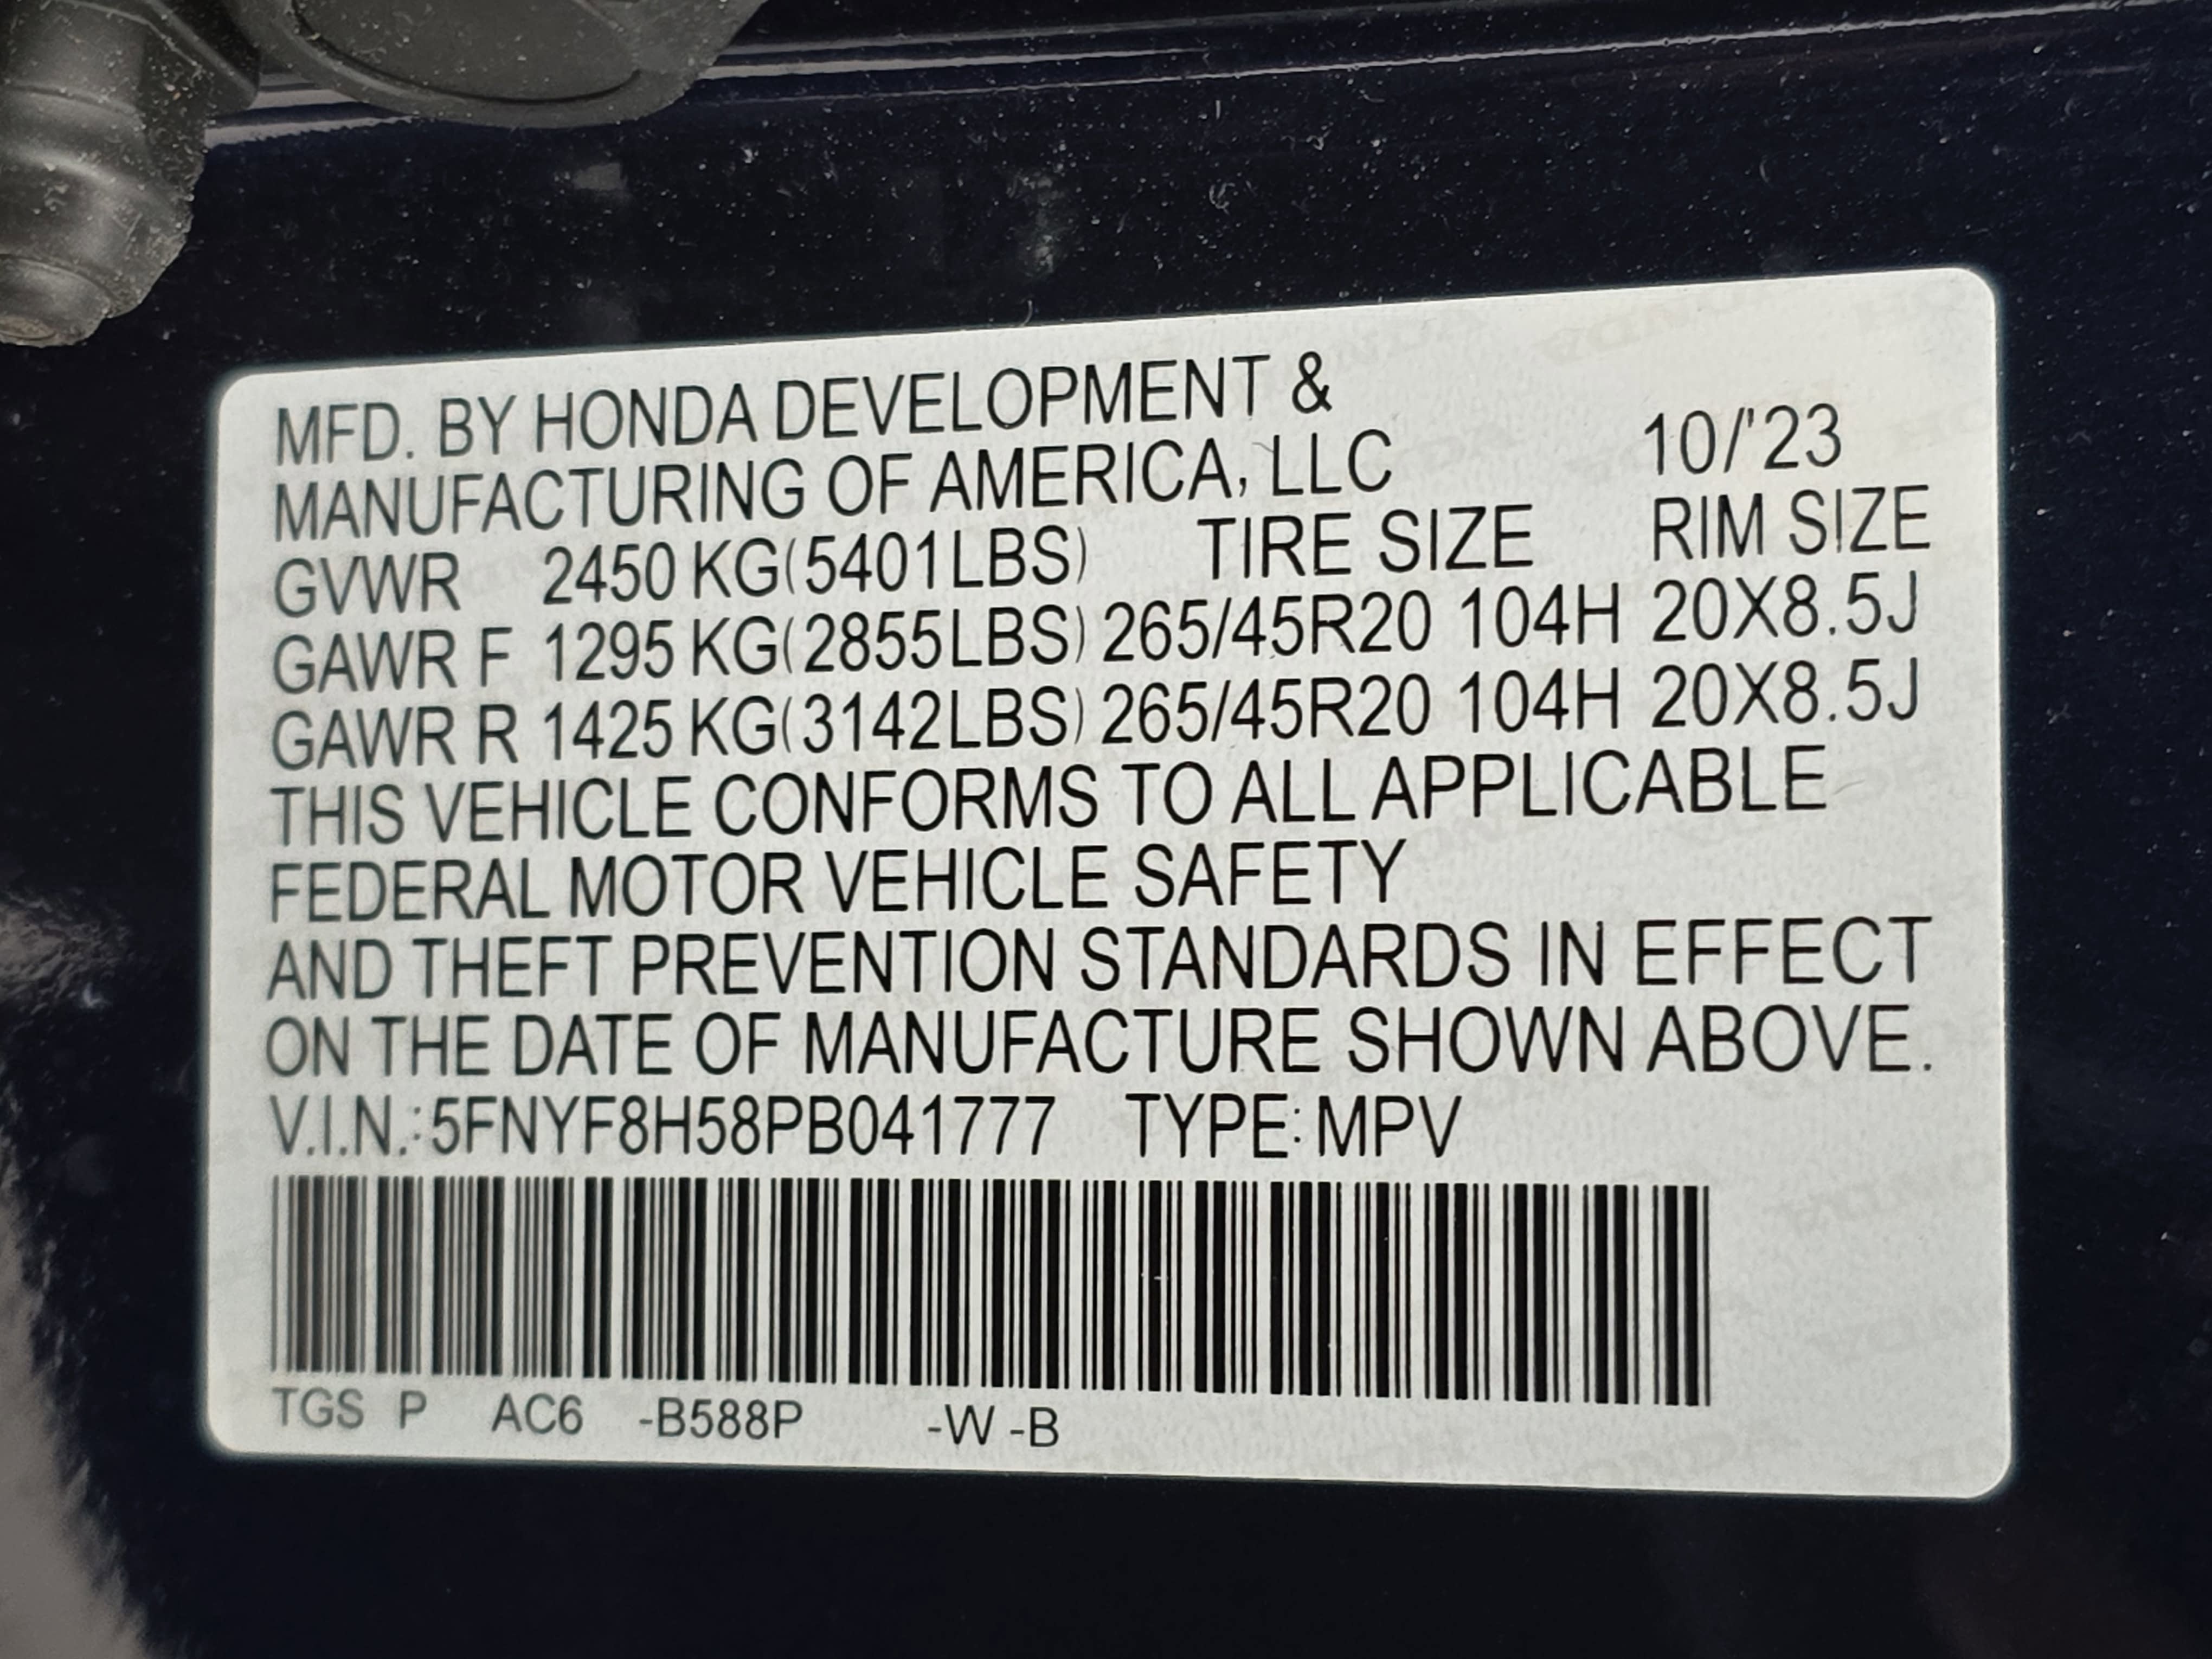 MFD. BY HONDA DEVELOPMENT &
MANUFACTURING OF AMERICA, LLC 10/'23
GVWR 2450 KG(5401LBS) TIRE SIZE RIM SIZE
GAWR F 1295 KG(2855LBS) 265/45R20 104H 20X8.5J
GAWR R 1425 KG(3142LBS) 265/45R20 104H 20X8.5J
THIS VEHICLE CONFORMS TO ALL APPLICABLE
FEDERAL MOTOR VEHICLE SAFETY
AND THEFT PREVENTION STANDARDS IN EFFECT
ON THE DATE OF MANUFACTURE SHOWN ABOVE.
V.I.N.: 5FNYF8H58PB041777 TYPE: MPV
TGS P AC6 -B588P -W -B